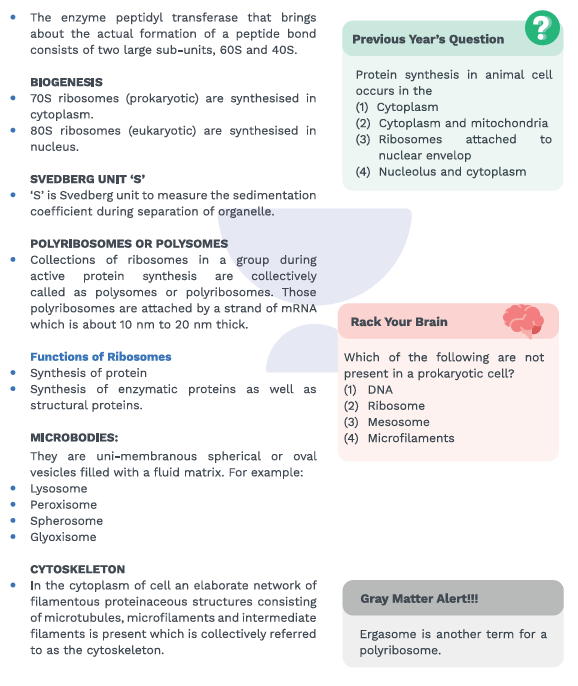 • The enzyme peptidyl transferase that brings
about the actual formation of a peptide bond
consists of two large sub-units, 60S and 40S.
BIOGENESIS
• 70S ribosomes (prokaryotic) are synthesised in
cytoplasm.
• 80S ribosomes (eukaryotic) are synthesised in
nucleus.
SVEDBERG UNIT ‘S’
• ‘S’ is Svedberg unit to measure the sedimentation
coefficient during separation of organelle.
POLYRIBOSOMES OR POLYSOMES
• Collections of ribosomes in a group during
active protein synthesis are collectively
called as polysomes or polyribosomes. Those
polyribosomes are attached by a strand of mRNA
which is about 10 nm to 20 nm thick.
Functions of Ribosomes
• Synthesis of protein
• Synthesis of enzymatic proteins as well as
structural proteins.
MICROBODIES:
They are uni-membranous spherical or oval
vesicles filled with a fluid matrix. For example:
• Lysosome
• Peroxisome
• Spherosome
• Glyoxisome
CYTOSKELETON
• In the cytoplasm of cell an elaborate network of
filamentous proteinaceous structures consisting
of microtubules, microfilaments and intermediate
filaments is present which is collectively referred
to as the cytoskeleton.
Previous Year’s Question
?
Protein synthesis in animal cell
occurs in the
(1) Cytoplasm
(2) Cytoplasm and mitochondria
(3) Ribosomes attached to
nuclear envelop
(4) Nucleolus and cytoplasm
Rack Your Brain
Which of the following are not
present in a prokaryotic cell?
(1) DNA
(2) Ribosome
(3) Mesosome
(4) Microfilaments
Gray Matter Alert!!!
Ergasome is another term for a
polyribosome.